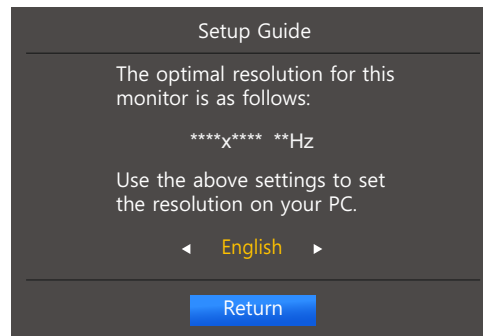 Setup Guide
The optimal resolution for this
monitor is as follows:
****x**** **Hz
Use the above settings to set
the resolution on your PC.
◄ English ►
Return